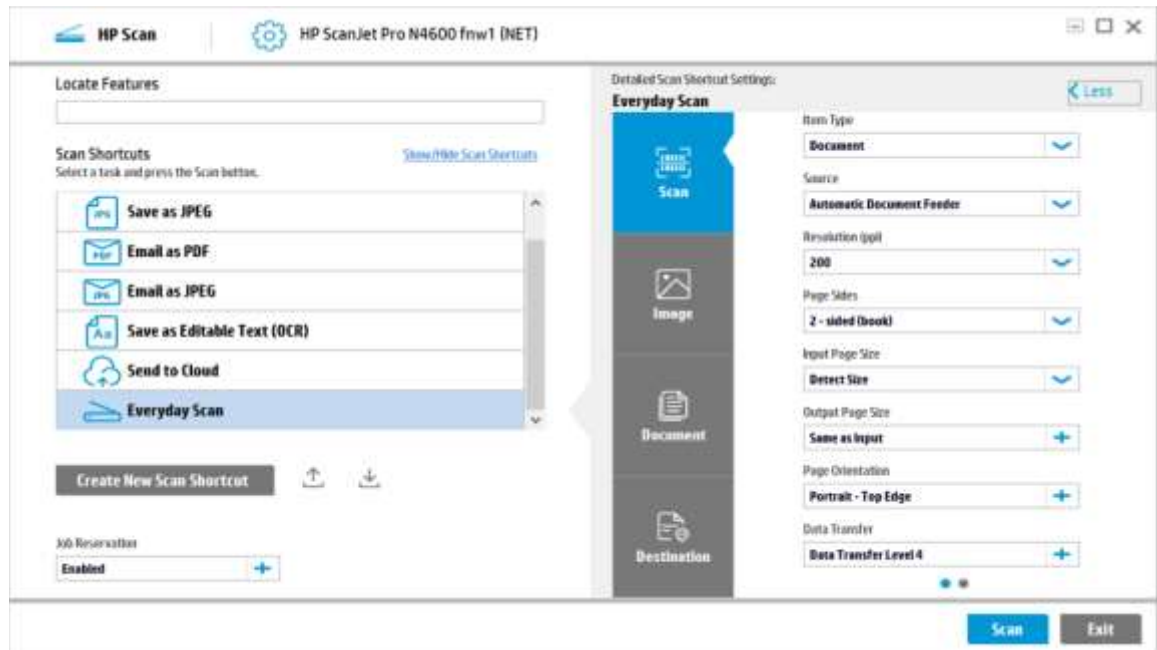 HP Scan
HP ScanJet Pro N4600 fnw1 (NET)
Locate Features
Scan Shortcuts
Show/Hide Scan Shortcuts
Select a task and press the Scan button.
JPG
Save as JPEG
PDF
Email as PDF
JPG
Email as JPEG
Aa
Save as Editable Text (OCR)
Send to Cloud
Everyday Scan
Create New Scan Shortcut
Job Reservation
Enabled
Detailed Scan Shortcut Settings:
Everyday Scan
Less
Scan
Image
Document
Destination
Item Type
Document
Source
Automatic Document Feeder
Resolution (ppi)
200
Page Sides
2 - sided (book)
Input Page Size
Detect Size
Output Page Size
Same as Input
Page Orientation
Portrait - Top Edge
Data Transfer
Data Transfer Level 4
Scan
Exit